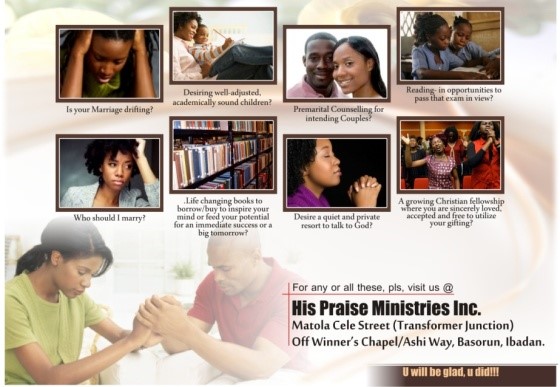 Is your Marriage drifting?
Desiring well-adjusted,
academically sound children?
Premarital Counselling for
intending Couples?
Reading- in opportunities to
pass that exam in view?
Who should I marry?
.Life changing books to
borrow/buy to inspire your
mind or feed your potential
for an immediate success or a
big tomorrow?
Desire a quiet and private
resort to talk to God?
A growing Christian fellowship
where you are sincerely loved,
accepted and free to utilize
your gifting?
For any or all these, pls, visit us @
His Praise Ministries Inc.
Matola Cele Street (Transformer Junction)
Off Winner's Chapel/Ashi Way, Basorun, Ibadan.
U will be glad, u did!!!